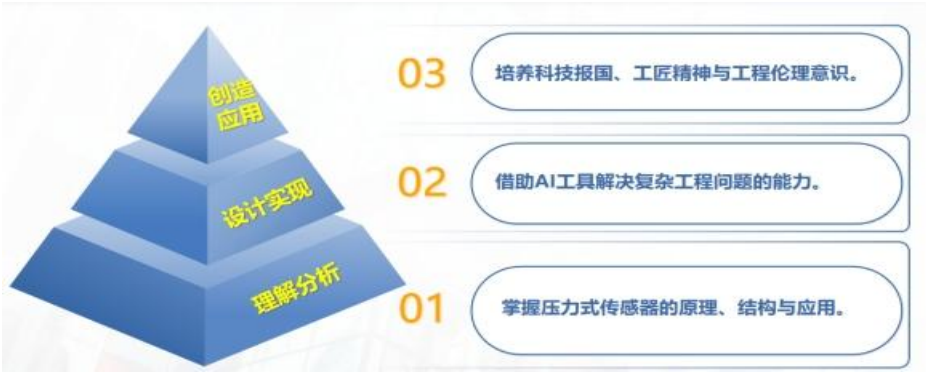 创造
应用
03
培养科技报国、工匠精神与工程伦理意识。
设计实现
02
借助AI工具解决复杂工程问题的能力。
理解分析
01
掌握压力式传感器的原理、结构与应用。